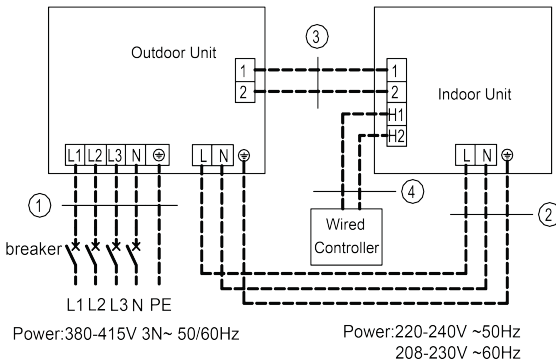 Outdoor Unit
Indoor Unit
③
1
2
1
2
H1
H2
L1 L2 L3 N ⏚
L N ⏚
L N ⏚
①
④
②
Wired
Controller
breaker
L1 L2 L3 N PE
Power:380-415V 3N~ 50/60Hz
Power:220-240V ~50Hz
208-230V ~60Hz